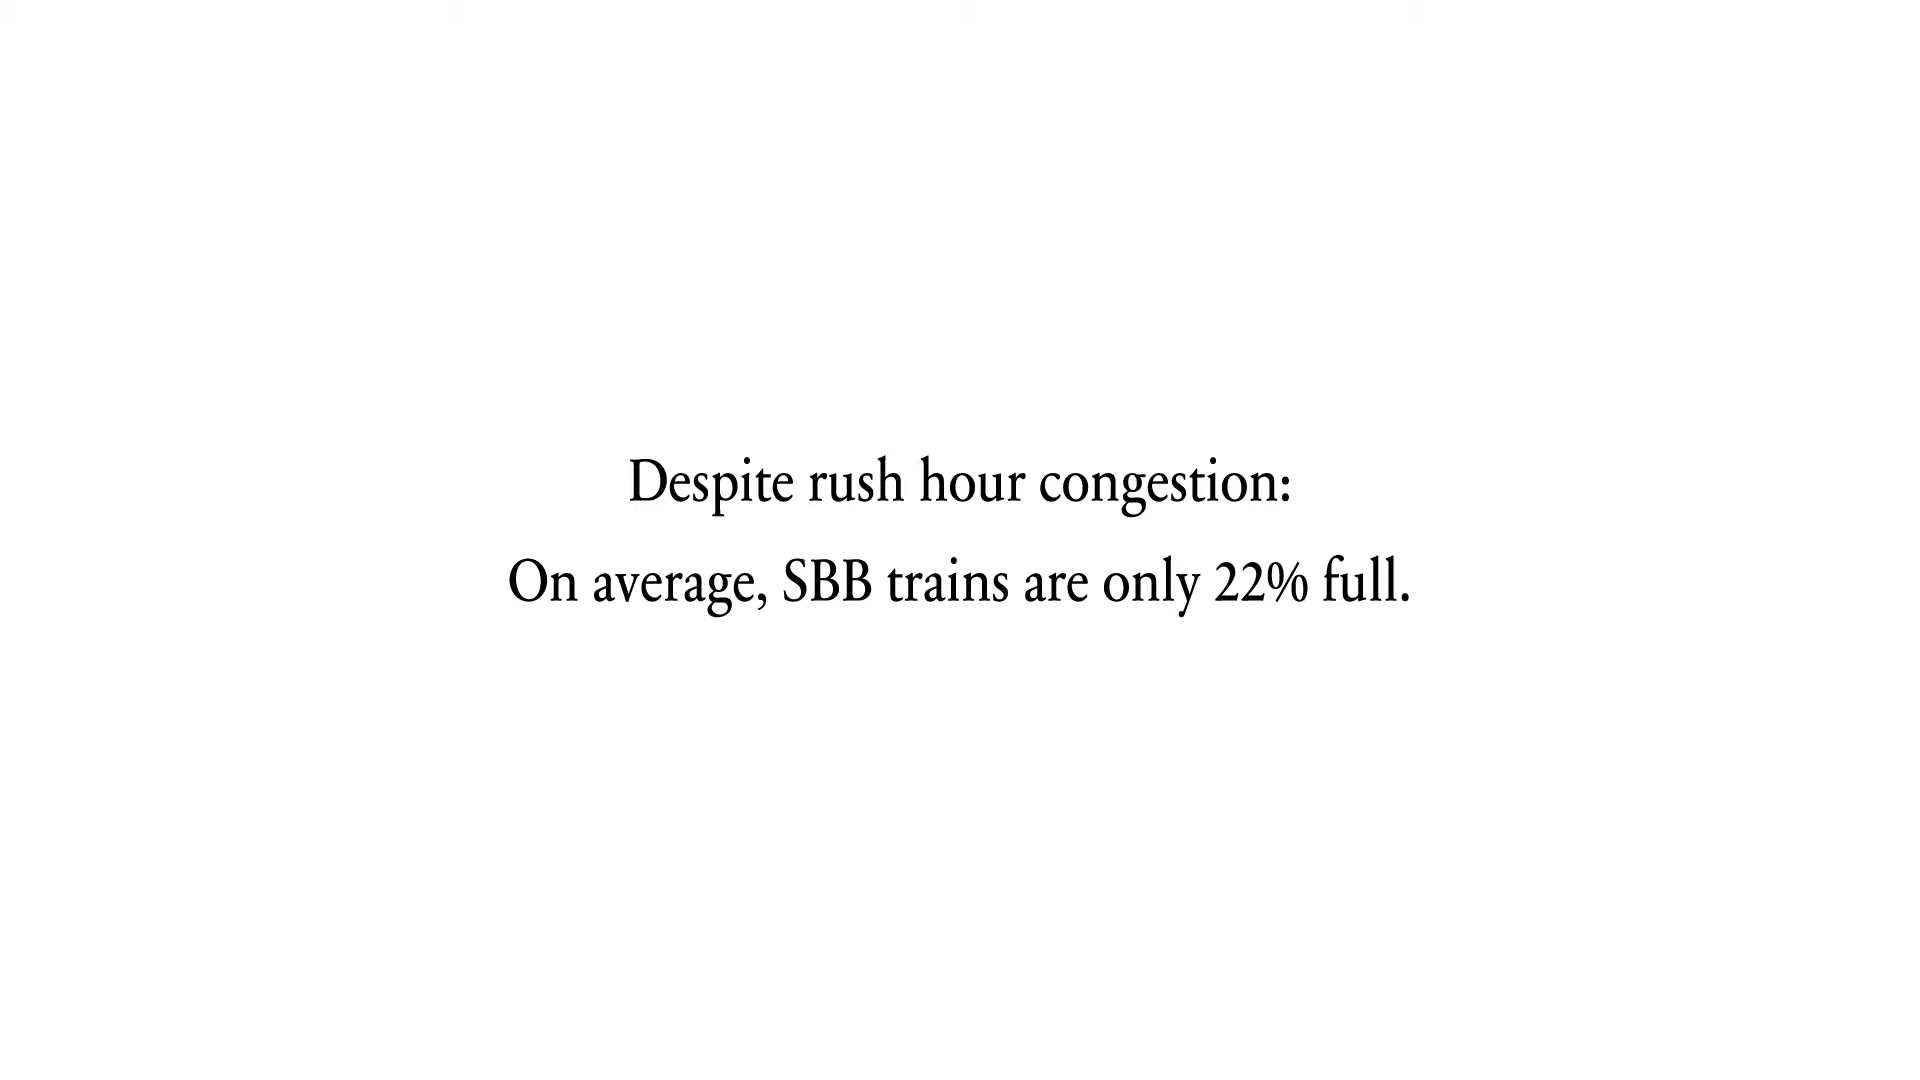 Despite rush hour congestion:
On average, SBB trains are only 22% full.